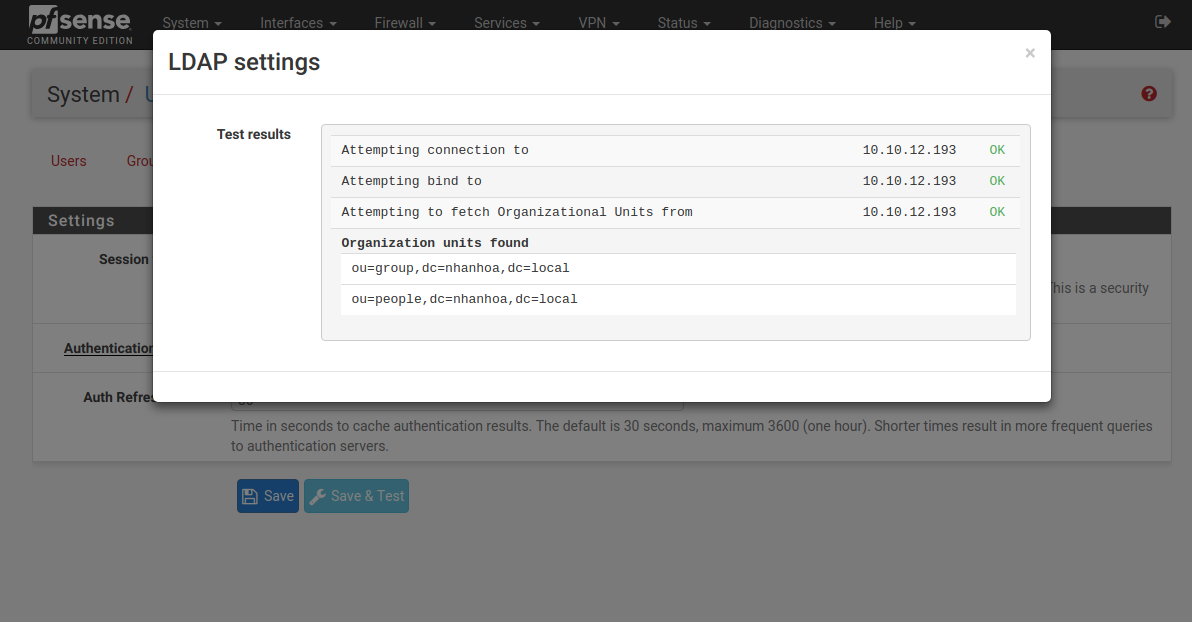 pfsense
COMMUNITY EDITION
System Interfaces Firewall Services VPN Status Diagnostics Help
LDAP settings ×
System /
Users
Settings
Session
This is a security
Authentication
Test results
Attempting connection to 10.10.12.193 OK
Attempting bind to 10.10.12.193 OK
Attempting to fetch Organizational Units from 10.10.12.193 OK
Organization units found
ou=group,dc=nhanhoa,dc=local
ou=people,dc=nhanhoa,dc=local
Auth Refres
Time in seconds to cache authentication results. The default is 30 seconds, maximum 3600 (one hour). Shorter times result in more frequent queries
to authentication servers.
Save Save & Test